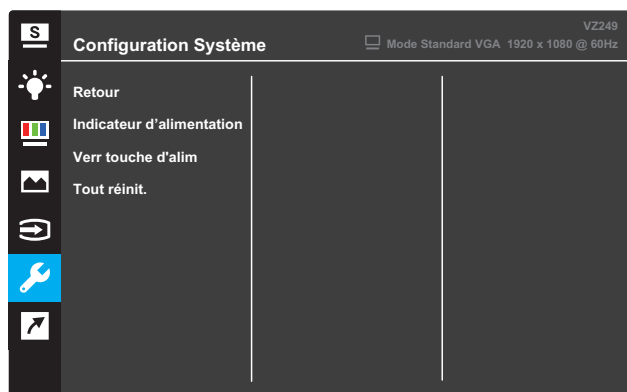 S
VZ249
Configuration Système
Mode Standard VGA 1920 x 1080 @ 60Hz
Retour
Indicateur d’alimentation
Verr touche d'alim
Tout réinit.